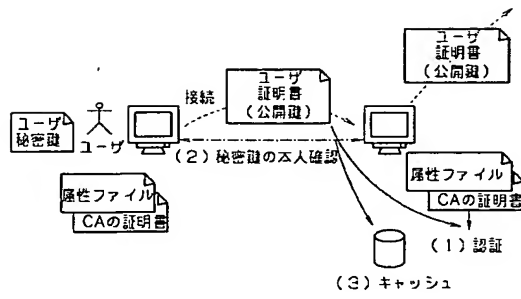 ユーザ
証明書
(公開鍵)
接続
ユーザ
証明書
(公開鍵)
ユーザ
秘密鍵
ユーザ
(2)秘密鍵の本人確認
属性ファイル
CAの証明書
属性ファイル
CAの証明書
(1)認証
(3)キャッシュ